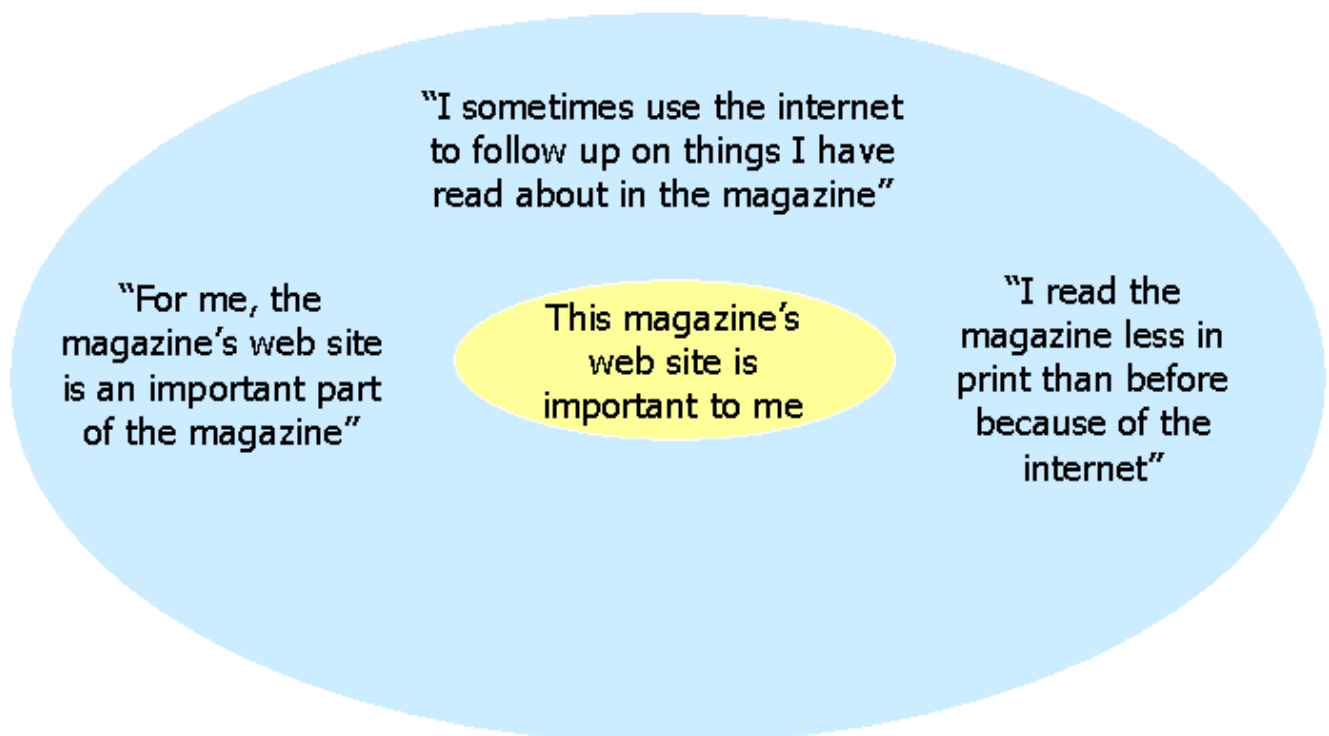 “I sometimes use the internet
to follow up on things I have
read about in the magazine”
“For me, the
magazine’s web site
is an important part
of the magazine”
This magazine’s
web site is
important to me
“I read the
magazine less in
print than before
because of the
internet”